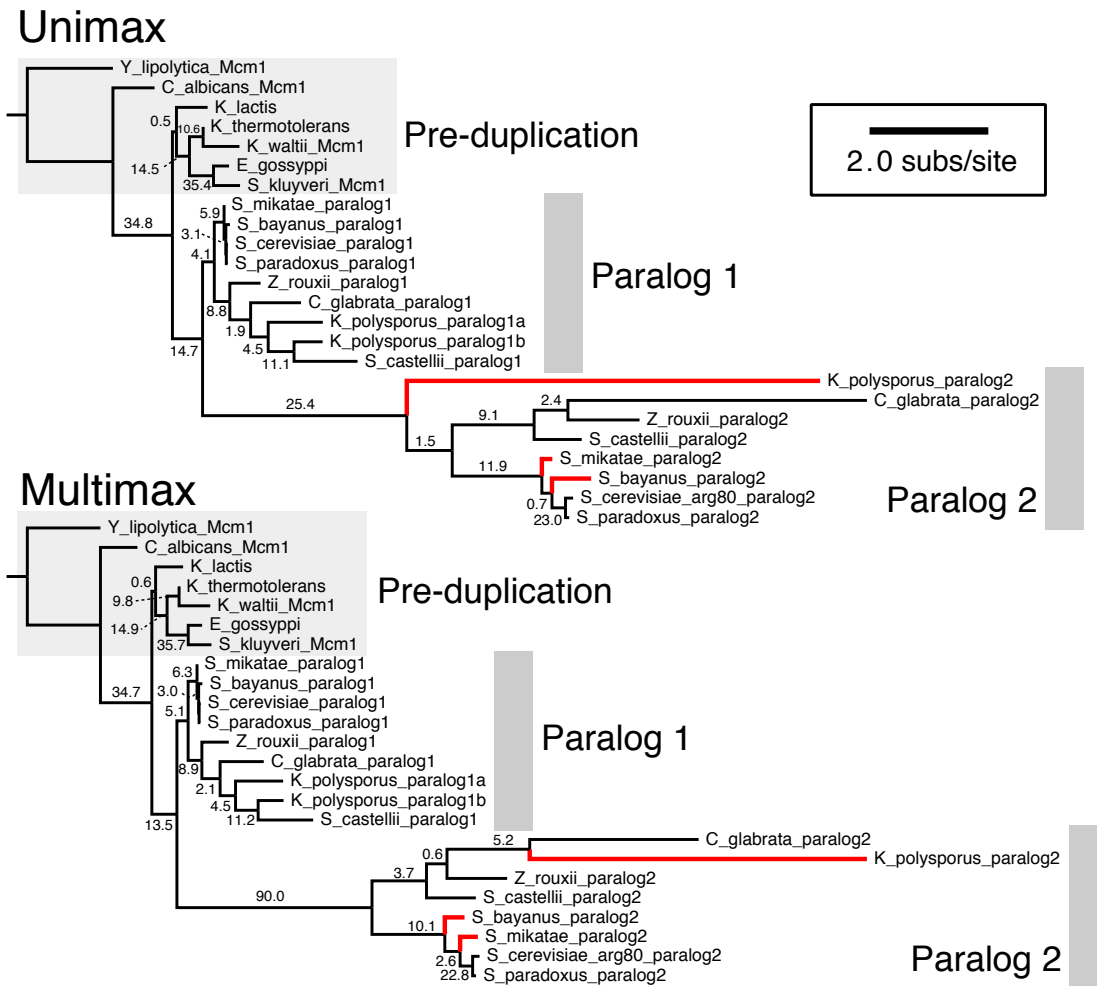 Unimax
Y_lipolytica_Mcm1
C_albicans_Mcm1
K_lactis
0.5
10.6
K_thermotolerans
Pre-duplication
K_waltii_Mcm1
14.5
E_gossyppi
35.4
S_kluyveri_Mcm1
2.0 subs/site
34.8
S_mikatae_paralog1
5.9
S_bayanus_paralog1
3.1
S_cerevisiae_paralog1
4.1
S_paradoxus_paralog1
Paralog 1
Z_rouxii_paralog1
8.8
C_glabrata_paralog1
1.9
K_polysporus_paralog1a
K_polysporus_paralog1b
14.7
4.5
11.1
S_castellii_paralog1
K_polysporus_paralog2
25.4
2.4
C_glabrata_paralog2
9.1
Z_rouxii_paralog2
1.5
S_castellii_paralog2
S_mikatae_paralog2
11.9
S_bayanus_paralog2
0.7
S_cerevisiae_arg80_paralog2
23.0
S_paradoxus_paralog2
Paralog 2
Multimax
Y_lipolytica_Mcm1
C_albicans_Mcm1
K_lactis
0.6
K_thermotolerans
9.8
K_waltii_Mcm1
Pre-duplication
14.9
E_gossyppi
35.7
S_kluyveri_Mcm1
34.7
S_mikatae_paralog1
6.3
S_bayanus_paralog1
3.0
S_cerevisiae_paralog1
5.1
S_paradoxus_paralog1
Paralog 1
Z_rouxii_paralog1
8.9
C_glabrata_paralog1
2.1
K_polysporus_paralog1a
4.5
K_polysporus_paralog1b
13.5
11.2
S_castellii_paralog1
5.2
C_glabrata_paralog2
0.6
K_polysporus_paralog2
3.7
Z_rouxii_paralog2
90.0
S_castellii_paralog2
10.1
S_bayanus_paralog2
S_mikatae_paralog2
2.6
S_cerevisiae_arg80_paralog2
22.8
S_paradoxus_paralog2
Paralog 2